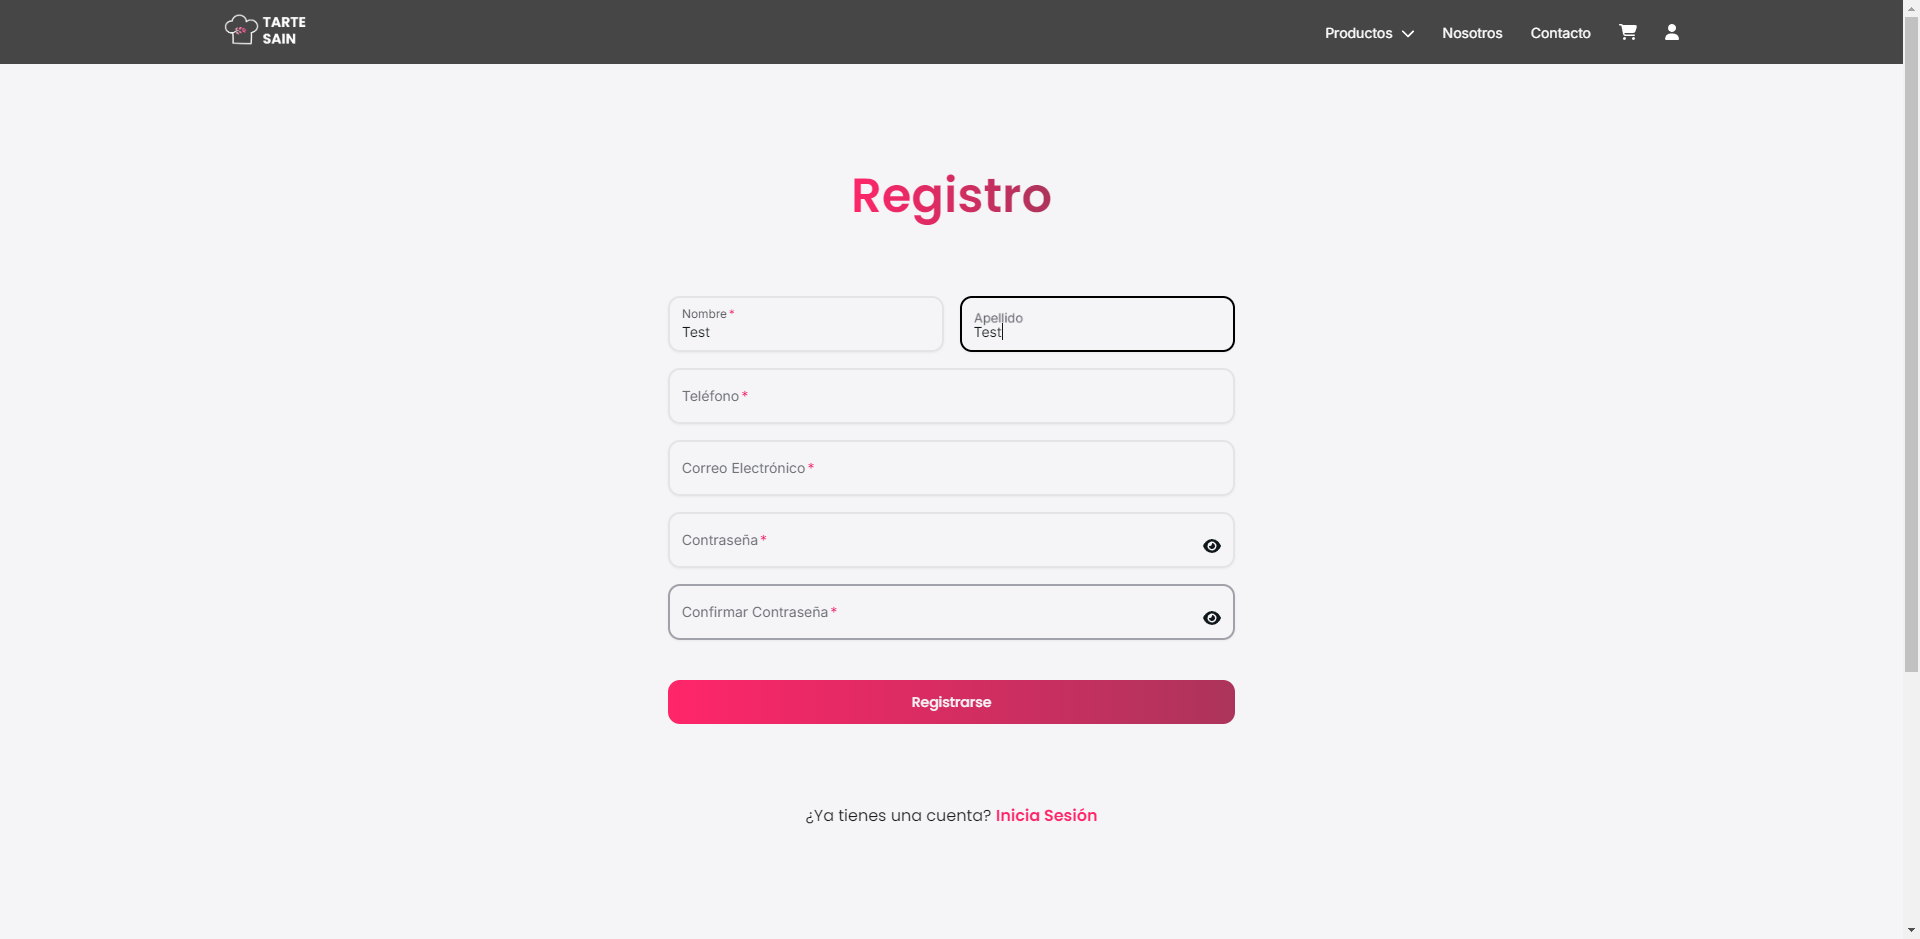 TARTE
SAIN
Productos Nosotros Contacto
Registro
Nombre* Apellido
Test Test
Teléfono*
Correo Electrónico*
Contraseña*
Confirmar Contraseña*
Registrarse
¿Ya tienes una cuenta? Inicia Sesión